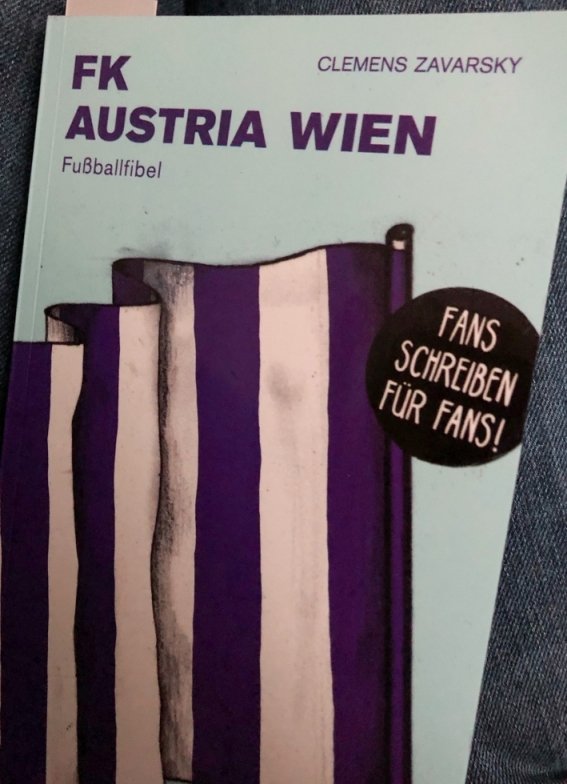 FK
AUSTRIA WIEN
CLEMENS ZAVARSKY
Fußballfibel
FANS
SCHREIBEN
FÜR FANS!